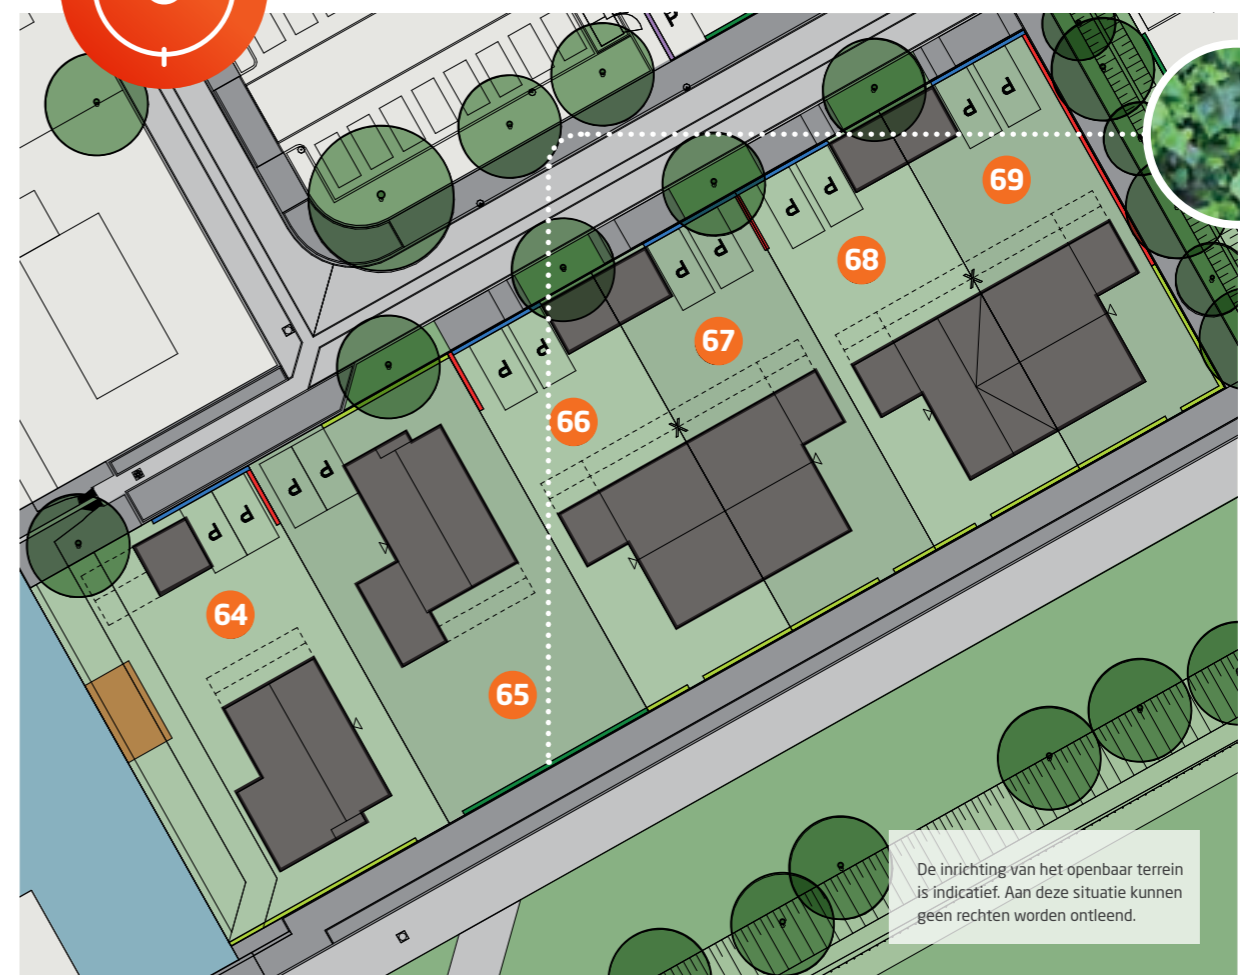 P
P
P
69
P
P
68
P
P
67
P
P
66
P
P
P
P
64
65
De inrichting van het openbaar terrein
is indicatief. Aan deze situatie kunnen
geen rechten worden ontleend.